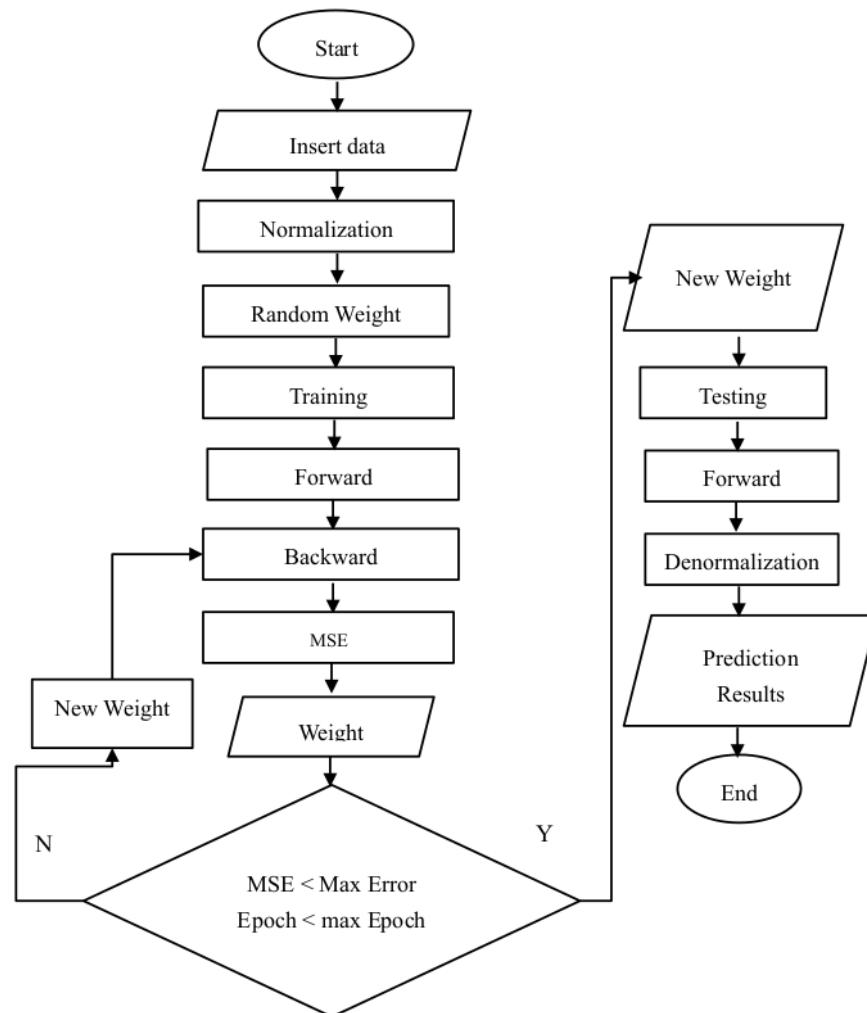 Start
Insert data
Normalization
Random Weight
Training
Forward
Backward
MSE
New Weight
Weight
N
Y
MSE < Max Error
Epoch < max Epoch
New Weight
Testing
Forward
Denormalization
Prediction
Results
End